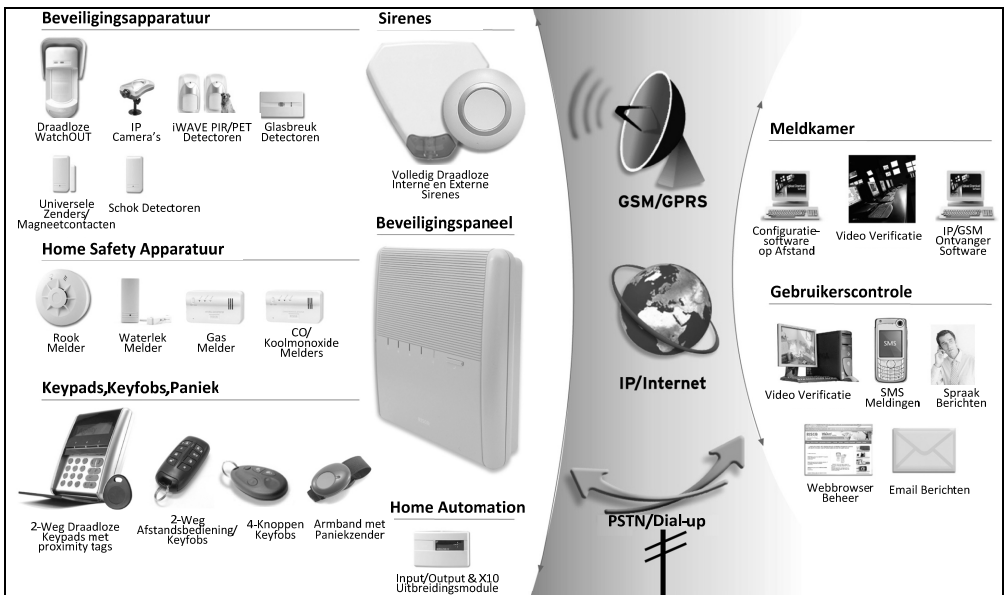 Beveiligingsapparatuur
Draadloze
WatchOUT
IP
Camera's
iWAVE PIR/PET
Detectoren
Glasbreuk
Detectoren
Universele
Zenders/
Magneetcontacten
Schok Detectoren
Home Safety Apparatuur
Rook
Melder
Waterlek
Melder
Gas
Melder
CO/
Koolmonoxide
Melders
Keypads,Keyfobs,Paniek
2-Weg Draadloze
Keypads met
proximity tags
2-Weg
Afstandsbediening/
Keyfobs
4-Knoppen
Keyfobs
Armband met
Paniekzender
Sirenes
Volledig Draadloze
Interne en Externe
Sirenes
Beveiligingspaneel
Home Automation
Input/Output & X10
Uitbreidingsmodule
GSM/GPRS
IP/Internet
PSTN/Dial-up
Meldkamer
Configuratie-
software
op Afstand
Video Verificatie
IP/GSM
Ontvanger
Software
Gebruikerscontrole
Video Verificatie
SMS
SMS
Meldingen
Spraak
Berichten
Webbrowser
Beheer
Email Berichten